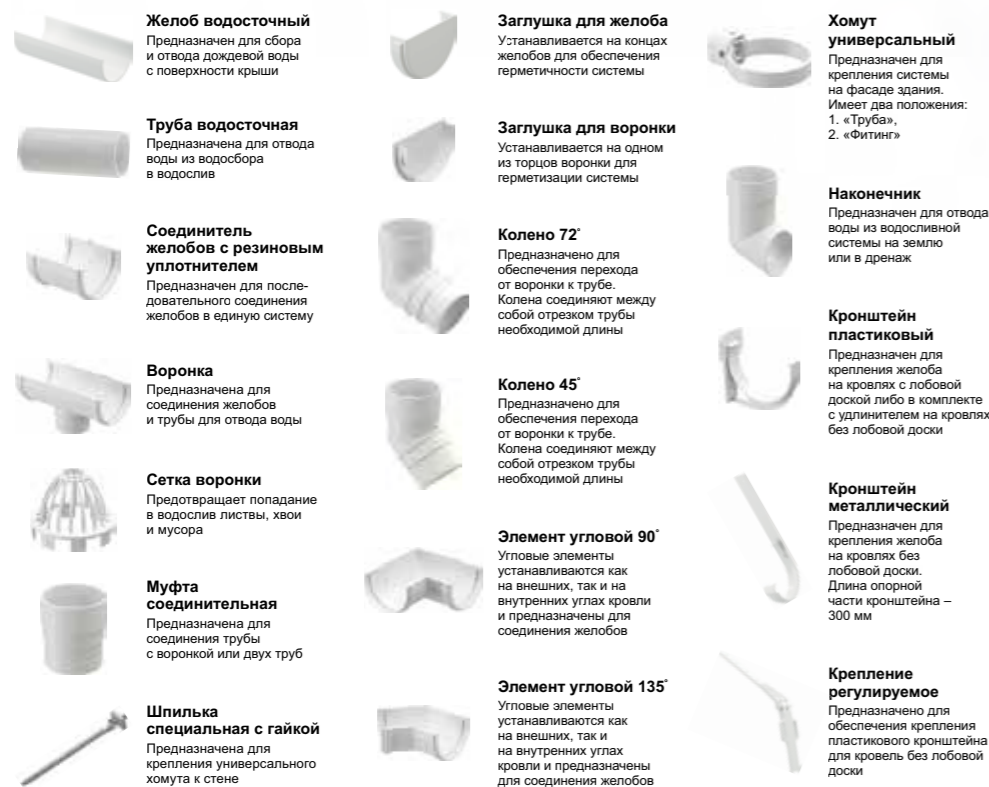 Желоб водосточный
Предназначен для сбора
и отвода дождевой воды
с поверхности крыши
Труба водосточная
Предназначена для отвода
воды из водосбора
в водослив
Соединитель
желобов с резиновым
уплотнителем
Предназначен для после-
довательного соединения
желобов в единую систему
Воронка
Предназначена для
соединения желобов
и трубы для отвода воды
Сетка воронки
Предотвращает попадание
в водослив листвы, хвои
и мусора
Муфта
соединительная
Предназначена для
соединения трубы
с воронкой или двух труб
Шпилька
специальная с гайкой
Предназначена для
крепления универсального
хомута к стене
Заглушка для желоба
Устанавливается на концах
желобов для обеспечения
герметичности системы
Заглушка для воронки
Устанавливается на одном
из торцов воронки для
герметизации системы
Колено 72°
Предназначено для
обеспечения перехода
от воронки к трубе.
Колена соединяют между
собой отрезком трубы
необходимой длины
Колено 45°
Предназначено для
обеспечения перехода
от воронки к трубе.
Колена соединяют между
собой отрезком трубы
необходимой длины
Элемент угловой 90°
Угловые элементы
устанавливаются как
на внешних, так и на
внутренних углах кровли
и предназначены для
соединения желобов
Элемент угловой 135°
Угловые элементы
устанавливаются как
на внешних, так и
на внутренних углах
кровли и предназначены
для соединения желобов
Хомут
универсальный
Предназначен для
крепления системы
на фасаде здания.
Имеет два положения:
1. «Труба»,
2. «Фитинг»
Наконечник
Предназначен для отвода
воды из водосливной
системы на землю
или в дренаж
Кронштейн
пластиковый
Предназначен для
крепления желоба
на кровлях с лобовой
доской либо в комплекте
с удлинителем на кровлях
без лобовой доски
Кронштейн
металлический
Предназначен для
крепления желоба
на кровлях без
лобовой доски.
Длина опорной
части кронштейна –
300 мм
Крепление
регулируемое
Предназначено для
обеспечения крепления
пластикового кронштейна
для кровель без лобовой
доски